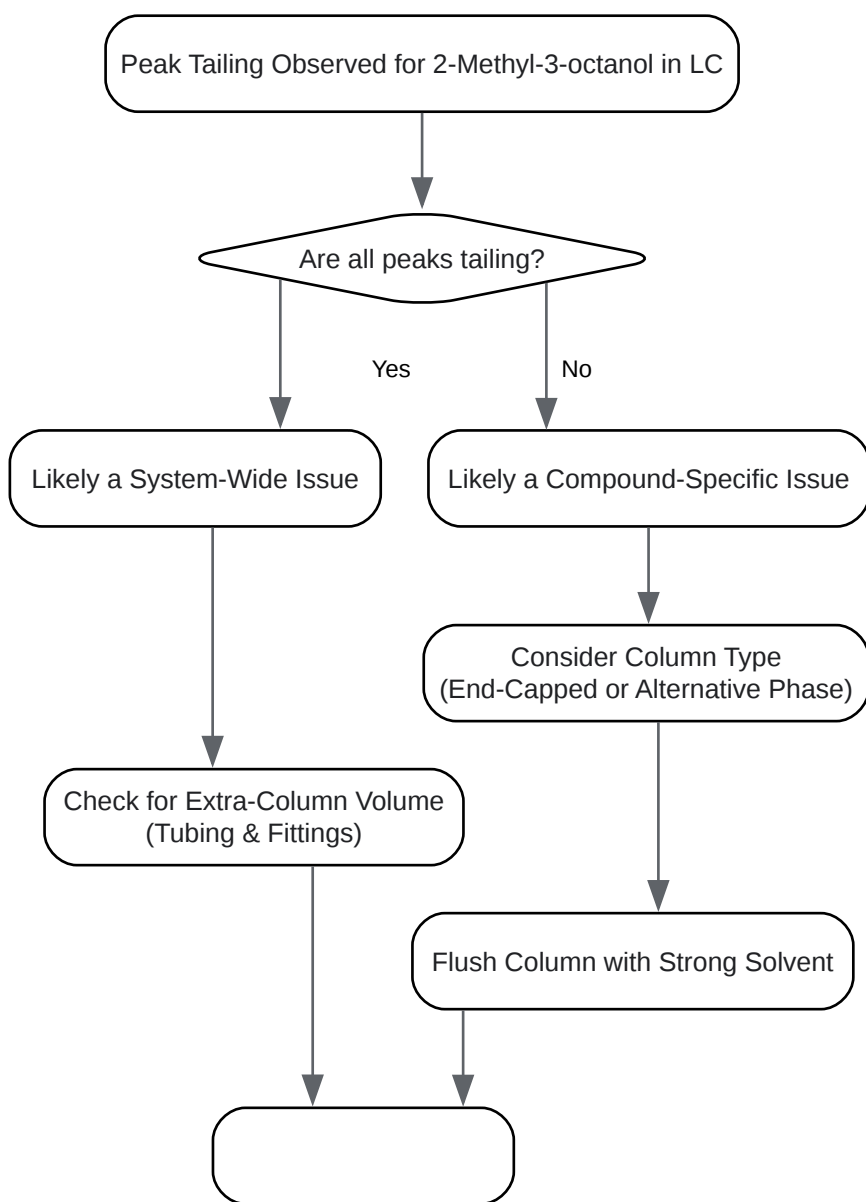 Peak Tailing Observed for 2-Methyl-3-octanol in LC
Are all peaks tailing?
Yes
No
Likely a System-Wide Issue
Likely a Compound-Specific Issue
Consider Column Type
(End-Capped or Alternative Phase)
Check for Extra-Column Volume
(Tubing & Fittings)
Flush Column with Strong Solvent